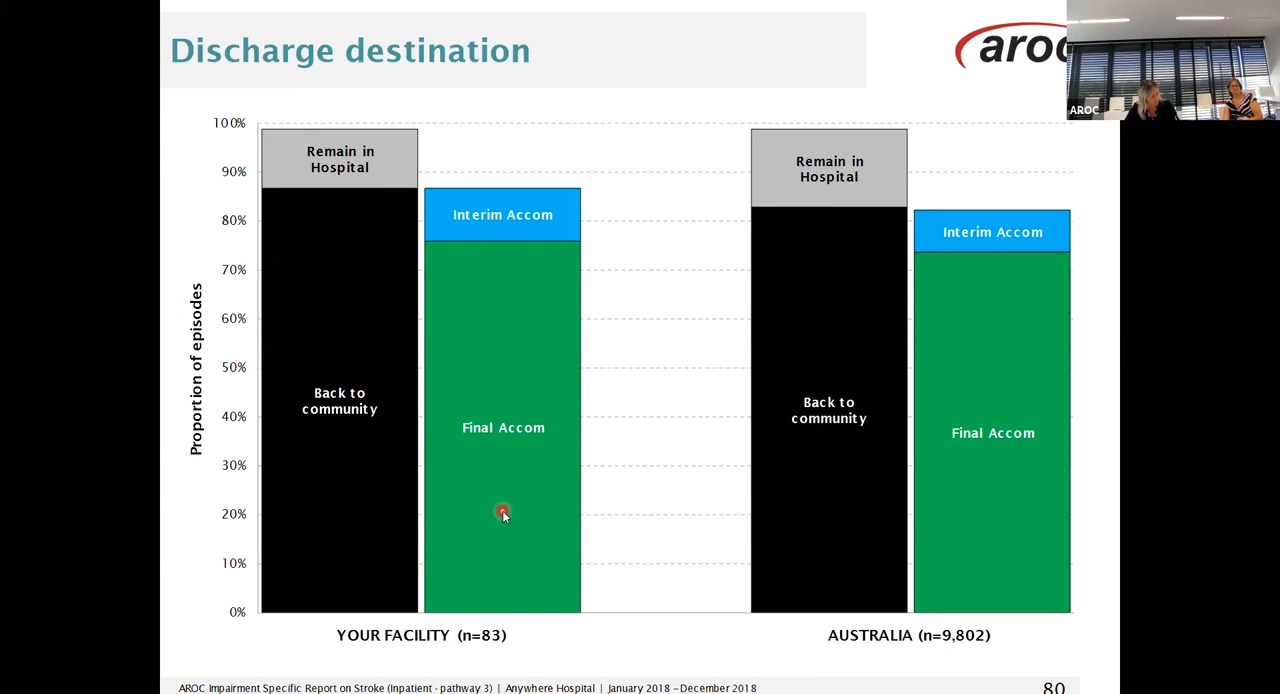 Discharge destination
aroc
AROC
100%
90%
80%
70%
60%
50%
40%
30%
20%
10%
0%
Proportion of episodes
Remain in
Hospital
Back to
community
Interim Accom
Final Accom
Remain in
Hospital
Back to
community
Interim Accom
Final Accom
YOUR FACILITY (n=83)
AUSTRALIA (n=9,802)
AROC Impairment Specific Report on Stroke (Inpatient - pathway 3) | Anywhere Hospital | January 2018 – December 2018
80